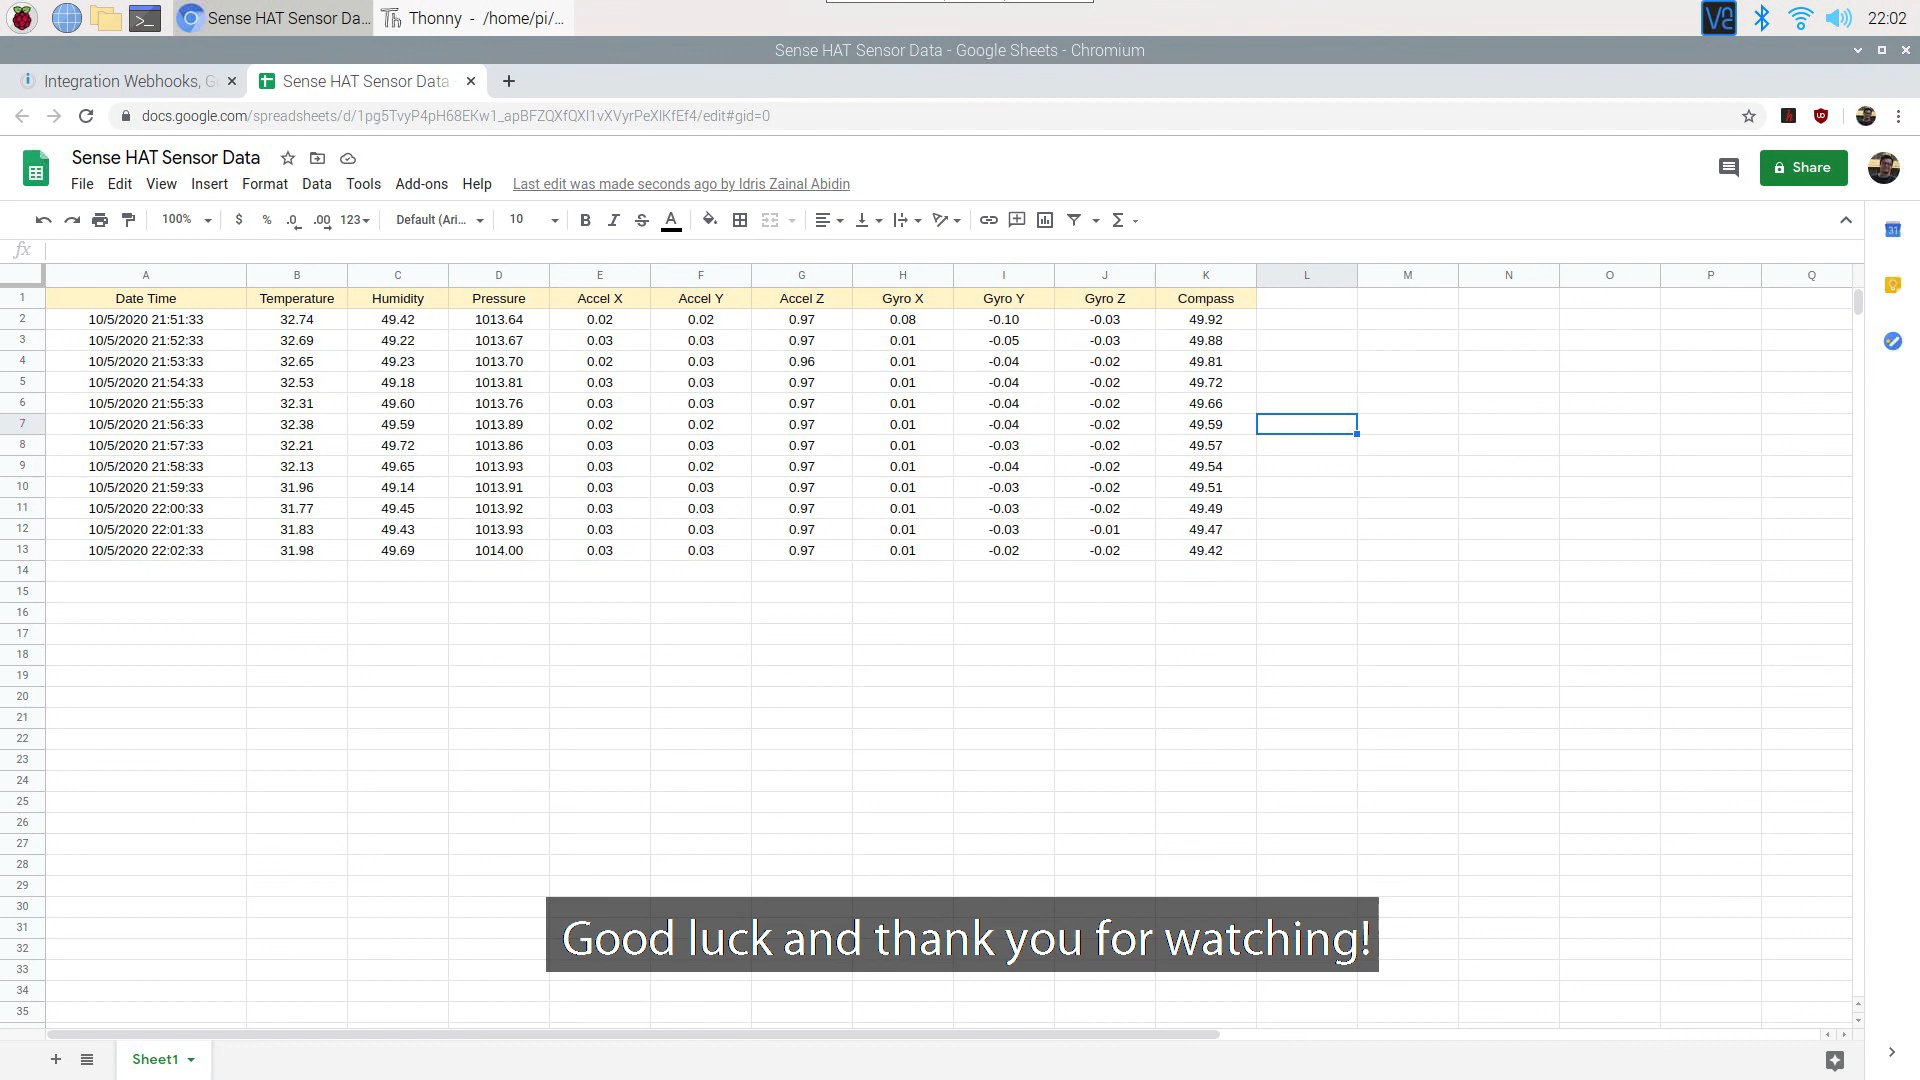 Sense HAT Sensor Da...
Thonny - /home/pi/...
22:02
Sense HAT Sensor Data - Google Sheets - Chromium
Integration Webhooks, G
Sense HAT Sensor Data
docs.google.com/spreadsheets/d/1pg5TvyP4pH68EKw1_apBFZQXfQXI1vXVyrPeXIKfEf4/edit#gid=0
Sense HAT Sensor Data
Share
File Edit View Insert Format Data Tools Add-ons Help Last edit was made seconds ago by Idris Zainal Abidin
100% $ % .0 .00 123 Default (Ari... 10 B I S A Σ
fx
A B C D E F G H I J K L M N O P Q
1 Date Time Temperature Humidity Pressure Accel X Accel Y Accel Z Gyro X Gyro Y Gyro Z Compass
2 10/5/2020 21:51:33 32.74 49.42 1013.64 0.02 0.02 0.97 0.08 -0.10 -0.03 49.92
3 10/5/2020 21:52:33 32.69 49.22 1013.67 0.03 0.03 0.97 0.01 -0.05 -0.03 49.88
4 10/5/2020 21:53:33 32.65 49.23 1013.70 0.02 0.03 0.96 0.01 -0.04 -0.02 49.81
5 10/5/2020 21:54:33 32.53 49.18 1013.81 0.03 0.03 0.97 0.01 -0.04 -0.02 49.72
6 10/5/2020 21:55:33 32.31 49.60 1013.76 0.03 0.03 0.97 0.01 -0.04 -0.02 49.66
7 10/5/2020 21:56:33 32.38 49.59 1013.89 0.02 0.02 0.97 0.01 -0.04 -0.02 49.59
8 10/5/2020 21:57:33 32.21 49.72 1013.86 0.03 0.03 0.97 0.01 -0.03 -0.02 49.57
9 10/5/2020 21:58:33 32.13 49.65 1013.93 0.03 0.02 0.97 0.01 -0.04 -0.02 49.54
10 10/5/2020 21:59:33 31.96 49.14 1013.91 0.03 0.03 0.97 0.01 -0.03 -0.02 49.51
11 10/5/2020 22:00:33 31.77 49.45 1013.92 0.03 0.03 0.97 0.01 -0.03 -0.02 49.49
12 10/5/2020 22:01:33 31.83 49.43 1013.93 0.03 0.03 0.97 0.01 -0.03 -0.01 49.47
13 10/5/2020 22:02:33 31.98 49.69 1014.00 0.03 0.03 0.97 0.01 -0.02 -0.02 49.42
14
15
16
17
18
19
20
21
22
23
24
25
26
27
28
29
30
31
Good luck and thank you for watching!
32
33
34
35
Sheet1